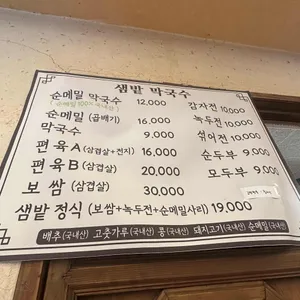 샘밭 막국수
순메밀 막국수 12,000
(순메밀 100% 국내산)
순메밀 (곱배기) 16,000
막국수 9,000
편육A (삼겹살+전지) 16,000
편육B (삼겹살) 20,000
보쌈 (삼겹살) 30,000
감자전 10,000
녹두전 10,000
섞어전 10,000
순두부 9,000
모두부 9,000
샘밭 정식 (보쌈+녹두전+순메밀사리) 19,000
배추(국내산) 고춧가루(국내산) 콩(국내산) 돼지고기(국내산) 순메밀(국내산)